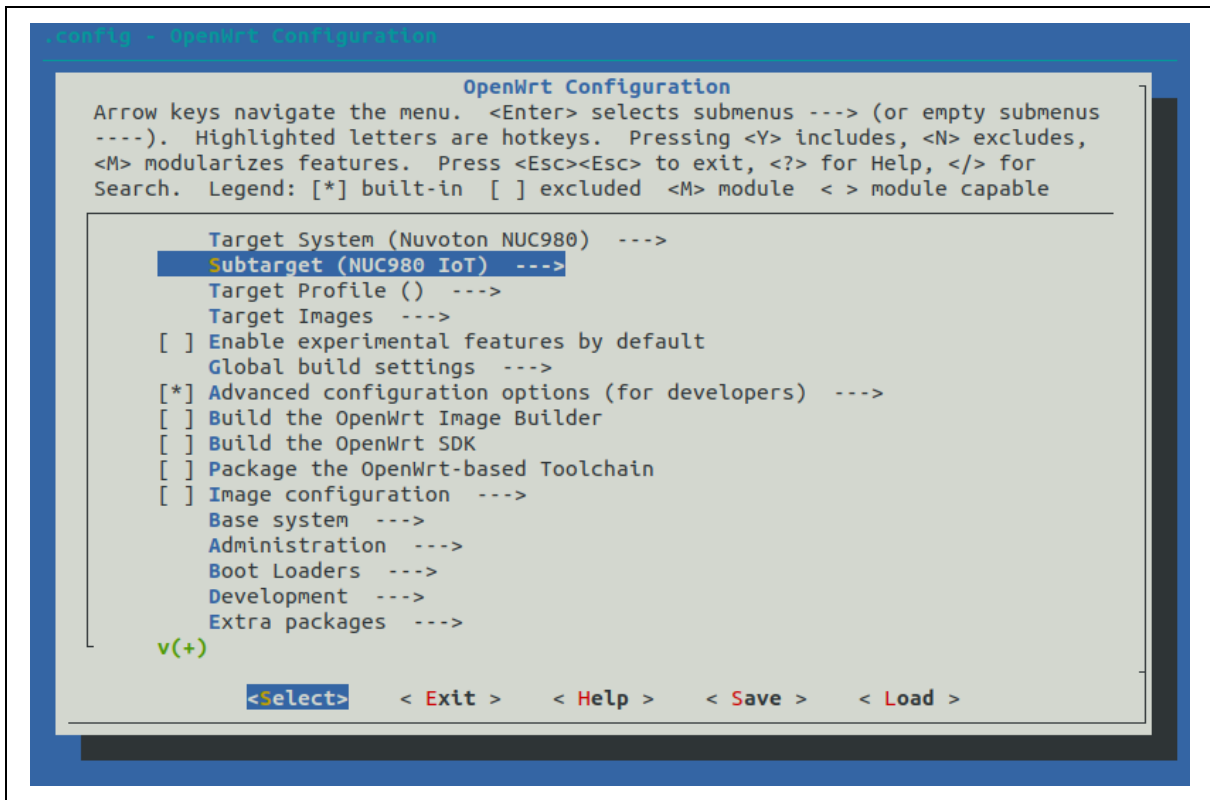 .config - OpenWrt Configuration
OpenWrt Configuration
Arrow keys navigate the menu.  <Enter> selects submenus ---> (or empty submenus
----).  Highlighted letters are hotkeys.  Pressing <Y> includes, <N> excludes,
<M> modularizes features.  Press <Esc><Esc> to exit, <?> for Help, </> for
Search.  Legend: [*] built-in  [ ] excluded  <M> module  < > module capable
Target System (Nuvoton NUC980)  --->
Subtarget (NUC980 IoT)  --->
Target Profile ()  --->
Target Images  --->
[ ] Enable experimental features by default
Global build settings  --->
[*] Advanced configuration options (for developers)  --->
[ ] Build the OpenWrt Image Builder
[ ] Build the OpenWrt SDK
[ ] Package the OpenWrt-based Toolchain
[ ] Image configuration  --->
Base system  --->
Administration  --->
Boot Loaders  --->
Development  --->
Extra packages  --->
v(+)
<Select>    < Exit >    < Help >    < Save >    < Load >